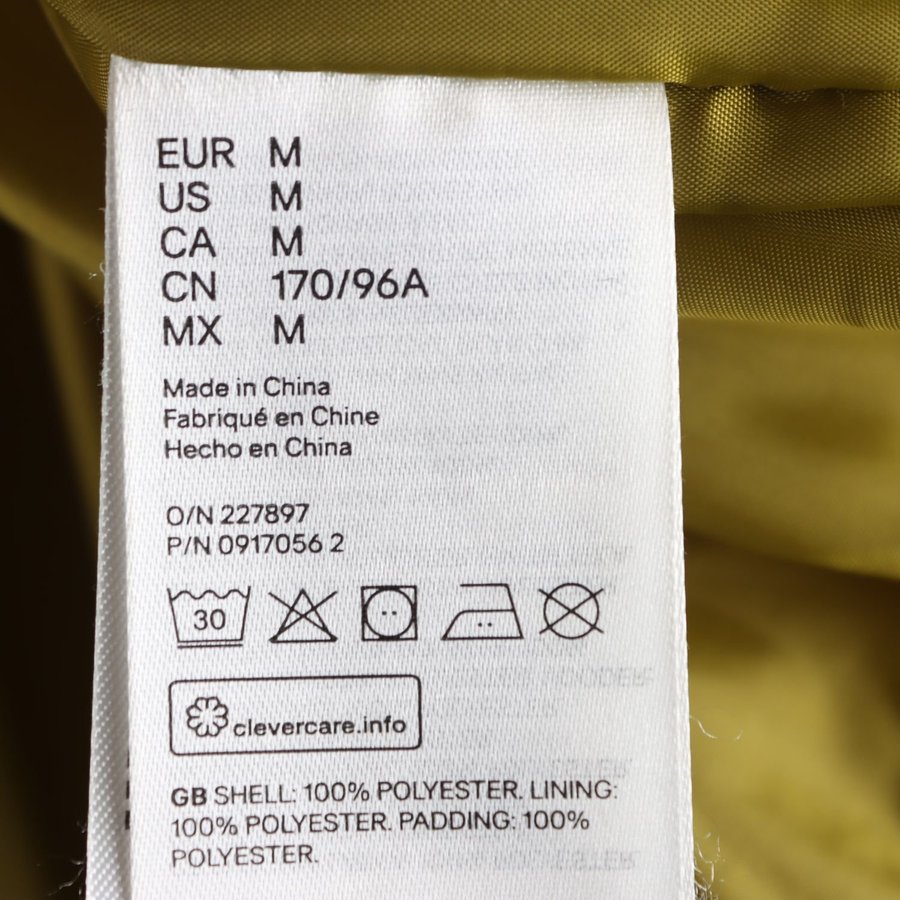 EUR M
US M
CA M
CN 170/96A
MX M
Made in China
Fabriqué en Chine
Hecho en China
O/N 227897
P/N 0917056 2
30
clevercare.info
GB SHELL: 100% POLYESTER. LINING:
100% POLYESTER. PADDING: 100%
POLYESTER.